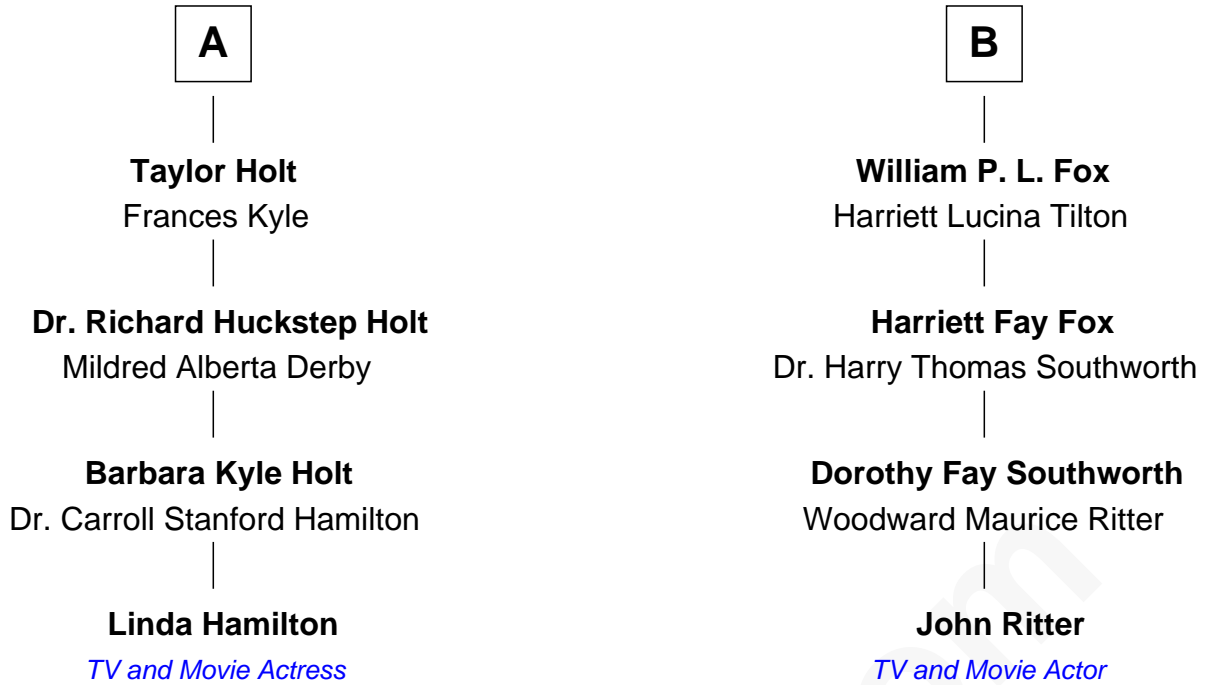 A
Taylor Holt
Frances Kyle
Dr. Richard Huckstep Holt
Mildred Alberta Derby
Barbara Kyle Holt
Dr. Carroll Stanford Hamilton
Linda Hamilton
TV and Movie Actress
B
William P. L. Fox
Harriett Lucina Tilton
Harriett Fay Fox
Dr. Harry Thomas Southworth
Dorothy Fay Southworth
Woodward Maurice Ritter
John Ritter
TV and Movie Actor